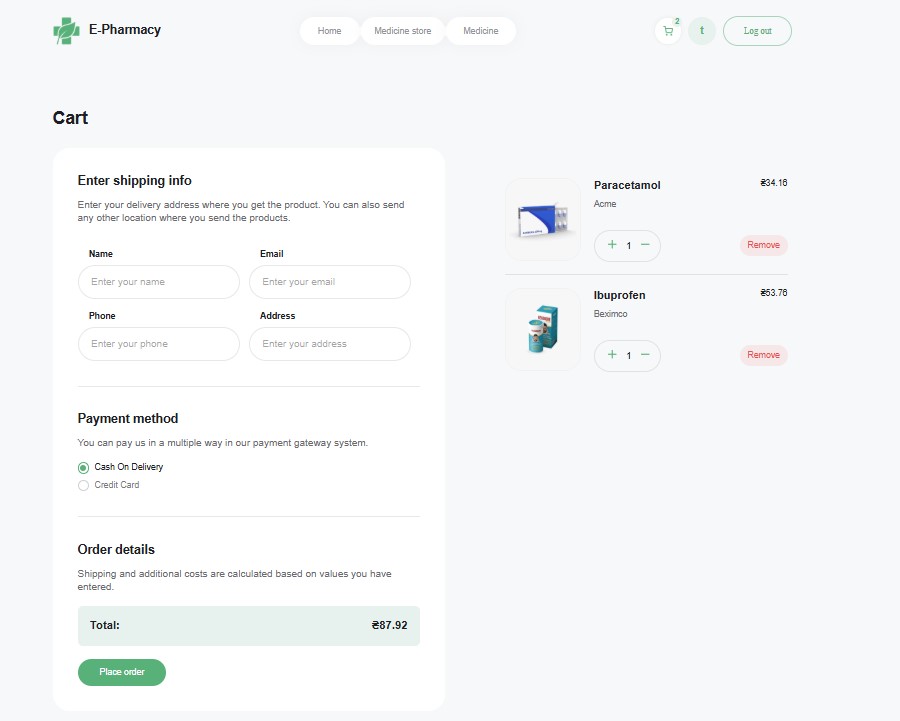 E-Pharmacy
Home
Medicine store
Medicine
2
t
Log out
Cart
Enter shipping info
Enter your delivery address where you get the product. You can also send
any other location where you send the products.
Name
Email
Enter your name
Enter your email
Phone
Address
Enter your phone
Enter your address
Payment method
You can pay us in a multiple way in our payment gateway system.
Cash On Delivery
Credit Card
Order details
Shipping and additional costs are calculated based on values you have
entered.
Total:
₴87.92
Place order
Paracetamol
₴34.16
Acme
+ 1 −
Remove
Ibuprofen
₴53.76
Beximco
+ 1 −
Remove